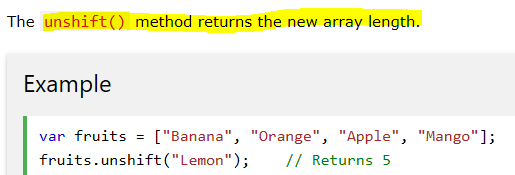 The unshift() method returns the new array length.
Example
var fruits = ["Banana", "Orange", "Apple", "Mango"];
fruits.unshift("Lemon");    // Returns 5